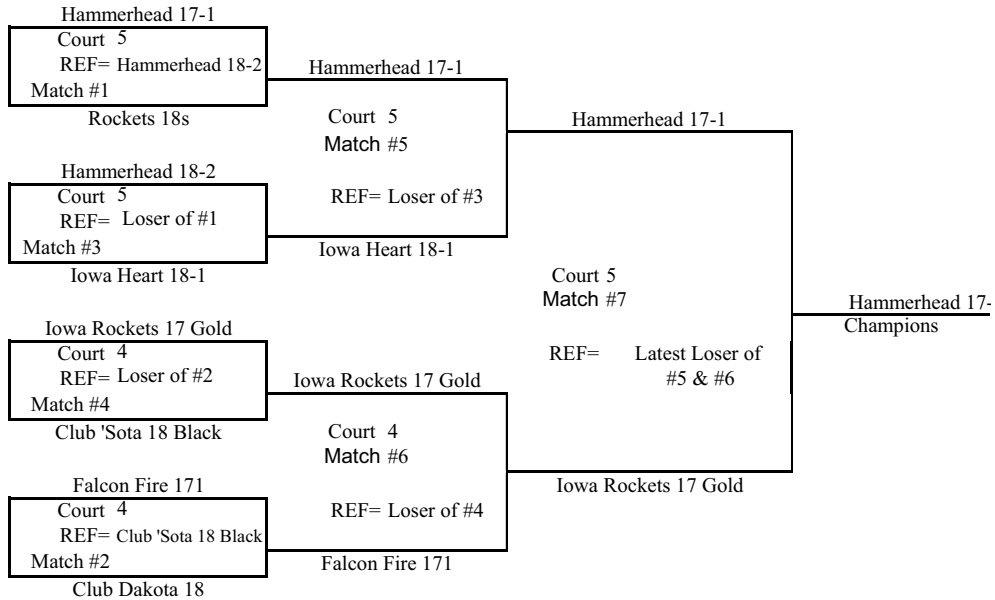 Hammerhead 17-1
Court 5
REF= Hammerhead 18-2
Match #1
Rockets 18s
Hammerhead 18-2
Court 5
REF= Loser of #1
Match #3
Iowa Heart 18-1
Iowa Rockets 17 Gold
Court 4
REF= Loser of #2
Match #4
Club 'Sota 18 Black
Falcon Fire 171
Court 4
REF= Club 'Sota 18 Black
Match #2
Club Dakota 18
Hammerhead 17-1
Court 5
Match #5
REF= Loser of #3
Iowa Heart 18-1
Iowa Rockets 17 Gold
Court 4
Match #6
REF= Loser of #4
Falcon Fire 171
Hammerhead 17-1
Court 5
Match #7
REF= Latest Loser of
#5 & #6
Iowa Rockets 17 Gold
Hammerhead 17-
Champions